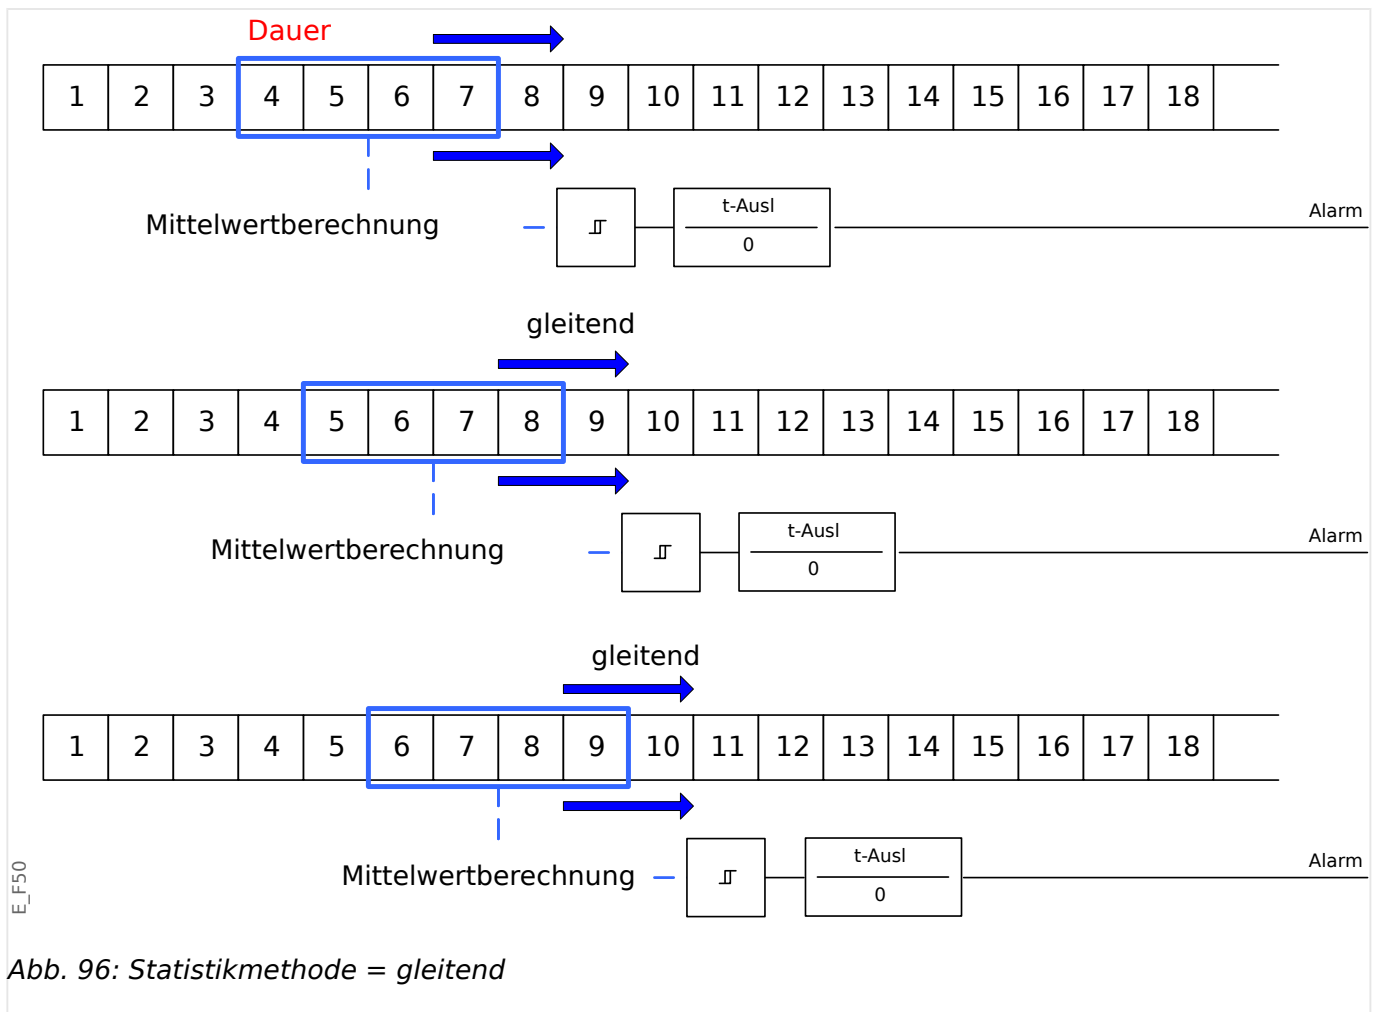 Dauer
1 2 3 4 5 6 7 8 9 10 11 12 13 14 15 16 17 18
Mittelwertberechnung
t-Ausl
0
Alarm
gleitend
1 2 3 4 5 6 7 8 9 10 11 12 13 14 15 16 17 18
Mittelwertberechnung
t-Ausl
0
Alarm
gleitend
1 2 3 4 5 6 7 8 9 10 11 12 13 14 15 16 17 18
Mittelwertberechnung
t-Ausl
0
Alarm
E_F50
Abb. 96: Statistikmethode = gleitend